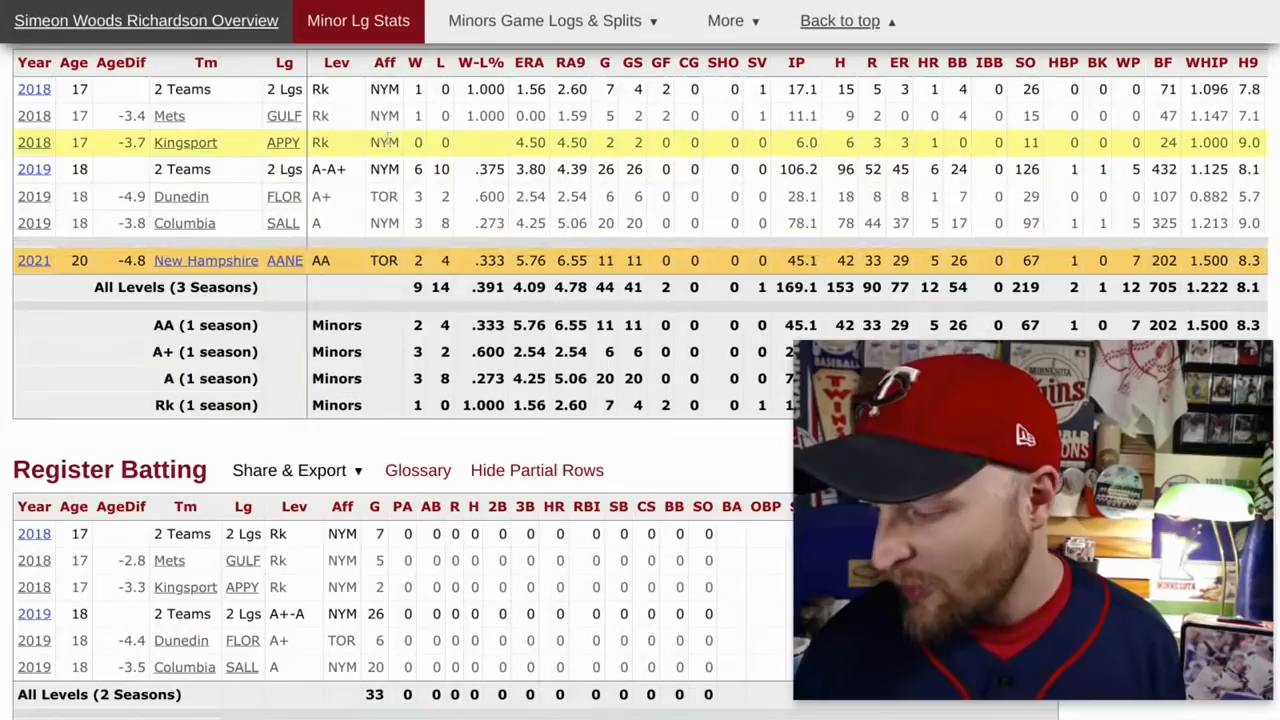 Simeon Woods Richardson Overview Minor Lg Stats Minors Game Logs & Splits ▼ More ▼ Back to top ▲
Year Age AgeDif Tm Lg Lev Aff W L W-L% ERA RA9 G GS GF CG SHO SV IP H R ER HR BB IBB SO HBP BK WP BF WHIP H9
2018 17 2 Teams 2 Lgs Rk NYM 1 0 1.000 1.56 2.60 7 4 2 0 0 1 17.1 15 5 3 1 4 0 26 0 0 0 71 1.096 7.8
2018 17 -3.4 Mets GULF Rk NYM 1 0 1.000 0.00 1.59 5 2 2 0 0 1 11.1 9 2 0 0 4 0 15 0 0 0 47 1.147 7.1
2018 17 -3.7 Kingsport APPY Rk NYM 0 0 4.50 4.50 2 2 0 0 0 0 6.0 6 3 3 1 0 0 11 0 0 0 24 1.000 9.0
2019 18 2 Teams 2 Lgs A-A+ NYM 6 10 .375 3.80 4.39 26 26 0 0 0 0 106.2 96 52 45 6 24 0 126 1 1 5 432 1.125 8.1
2019 18 -4.9 Dunedin FLOR A+ TOR 3 2 .600 2.54 2.54 6 6 0 0 0 0 28.1 18 8 8 1 7 0 29 0 0 0 107 0.882 5.7
2019 18 -3.8 Columbia SALL A NYM 3 8 .273 4.25 5.06 20 20 0 0 0 0 78.1 78 44 37 5 17 0 97 1 1 5 325 1.213 9.0
2021 20 -4.8 New Hampshire AANE AA TOR 2 4 .333 5.76 6.55 11 11 0 0 0 0 45.1 42 33 29 5 26 0 67 1 0 7 202 1.500 8.3
All Levels (3 Seasons) 9 14 .391 4.09 4.78 44 41 2 0 0 1 169.1 153 90 77 12 54 0 219 2 1 12 705 1.222 8.1
AA (1 season) Minors 2 4 .333 5.76 6.55 11 11 0 0 0 0 45.1 42 33 29 5 26 0 67 1 0 7 202 1.500 8.3
A+ (1 season) Minors 3 2 .600 2.54 2.54 6 6 0 0 0 0
A (1 season) Minors 3 8 .273 4.25 5.06 20 20 0 0 0 0
Rk (1 season) Minors 1 0 1.000 1.56 2.60 7 4 2 0 0 1
Register Batting Share & Export ▼ Glossary Hide Partial Rows
Year Age AgeDif Tm Lg Lev Aff G PA AB R H 2B 3B HR RBI SB CS BB SO BA OBP
2018 17 2 Teams 2 Lgs Rk NYM 7 0 0 0 0 0 0 0 0 0 0 0 0
2018 17 -2.8 Mets GULF Rk NYM 5 0 0 0 0 0 0 0 0 0 0 0 0
2018 17 -3.3 Kingsport APPY Rk NYM 2 0 0 0 0 0 0 0 0 0 0 0 0
2019 18 2 Teams 2 Lgs A+-A NYM 26 0 0 0 0 0 0 0 0 0 0 0 0
2019 18 -4.4 Dunedin FLOR A+ TOR 6 0 0 0 0 0 0 0 0 0 0 0 0
2019 18 -3.5 Columbia SALL A NYM 20 0 0 0 0 0 0 0 0 0 0 0 0
All Levels (2 Seasons) 33 0 0 0 0 0 0 0 0 0 0 0 0
BASEBALL
TWINS
MINNESOTA
Twins
MINNESOTA